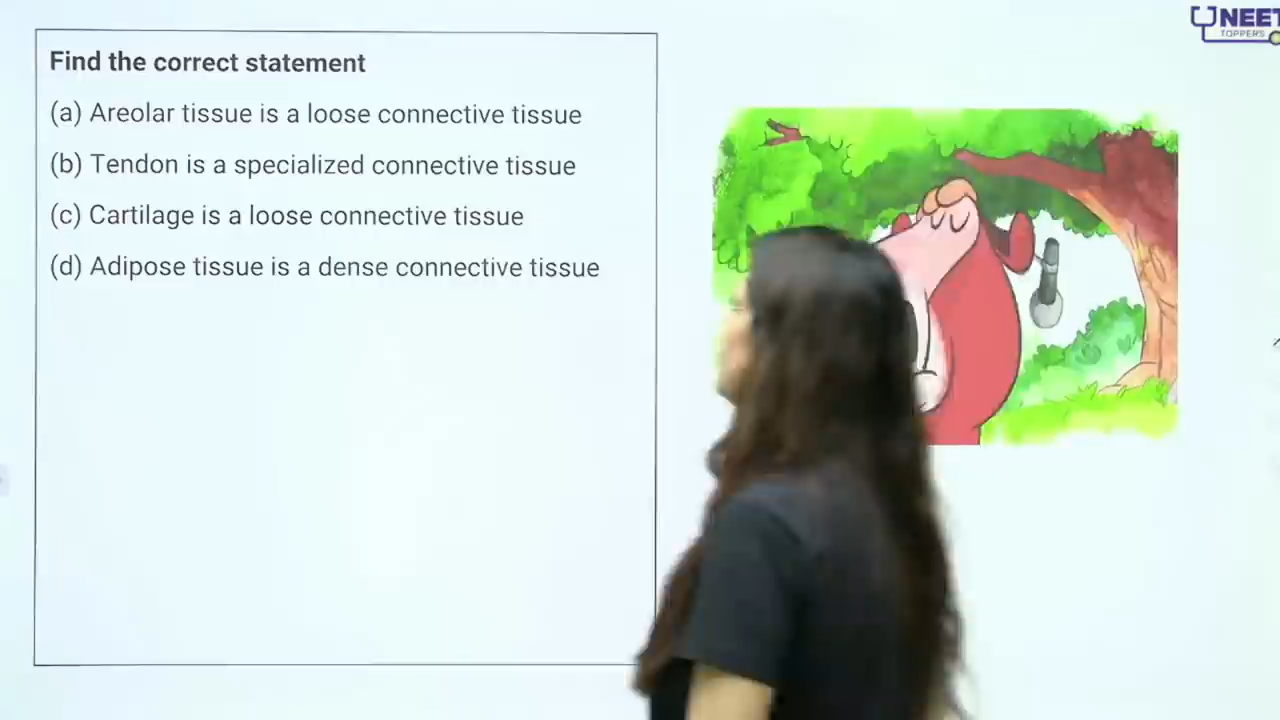 NEET
TOPPERS
Find the correct statement
(a) Areolar tissue is a loose connective tissue
(b) Tendon is a specialized connective tissue
(c) Cartilage is a loose connective tissue
(d) Adipose tissue is a dense connective tissue